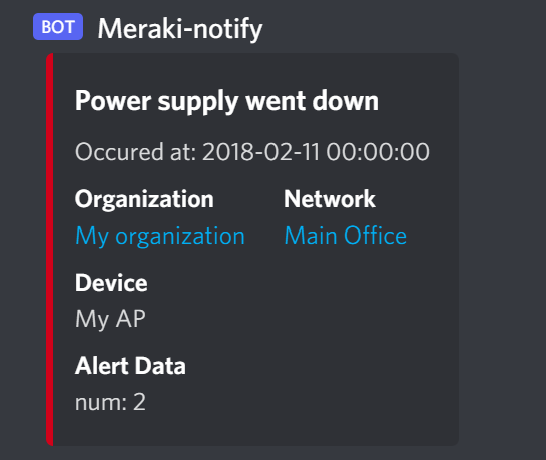 BOT Meraki-notify
Power supply went down
Occured at: 2018-02-11 00:00:00
Organization Network
My organization Main Office
Device
My AP
Alert Data
num: 2